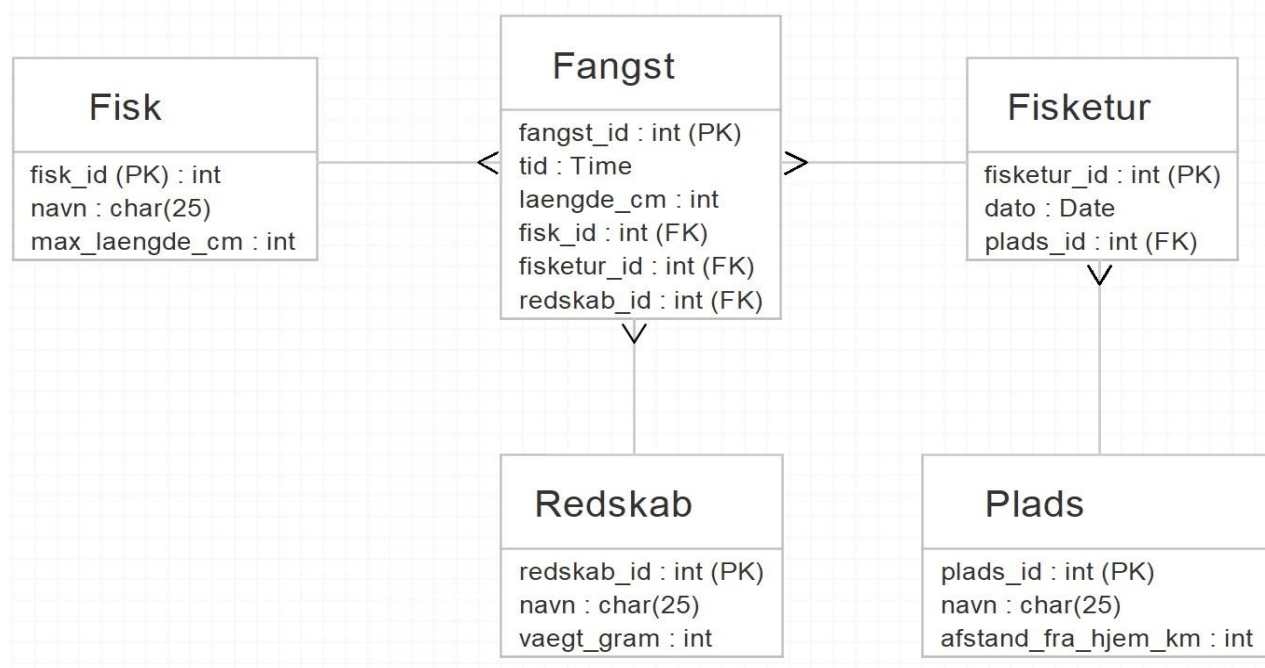 Fisk
fisk_id (PK) : int
navn : char(25)
max_laengde_cm : int
Fangst
fangst_id : int (PK)
tid : Time
laengde_cm : int
fisk_id : int (FK)
fisketur_id : int (FK)
redskab_id : int (FK)
Fisketur
fisketur_id : int (PK)
dato : Date
plads_id : int (FK)
Redskab
redskab_id : int (PK)
navn : char(25)
vaegt_gram : int
Plads
plads_id : int (PK)
navn : char(25)
afstand_fra_hjem_km : int